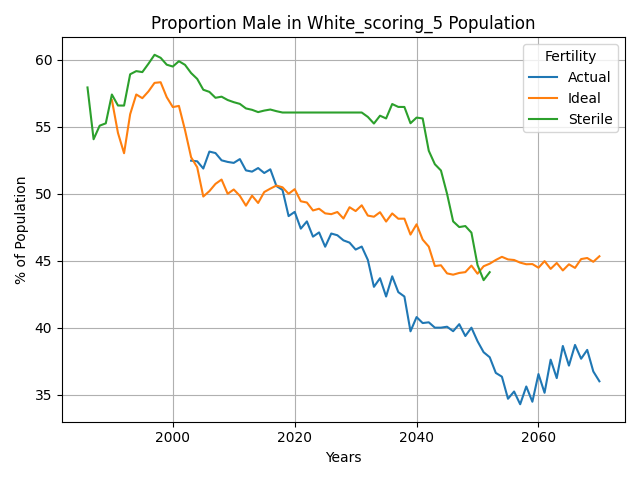 Proportion Male in White_scoring_5 Population
% of Population
60
55
50
45
40
35
Fertility
Actual
Ideal
Sterile
2000
2020
2040
2060
Years